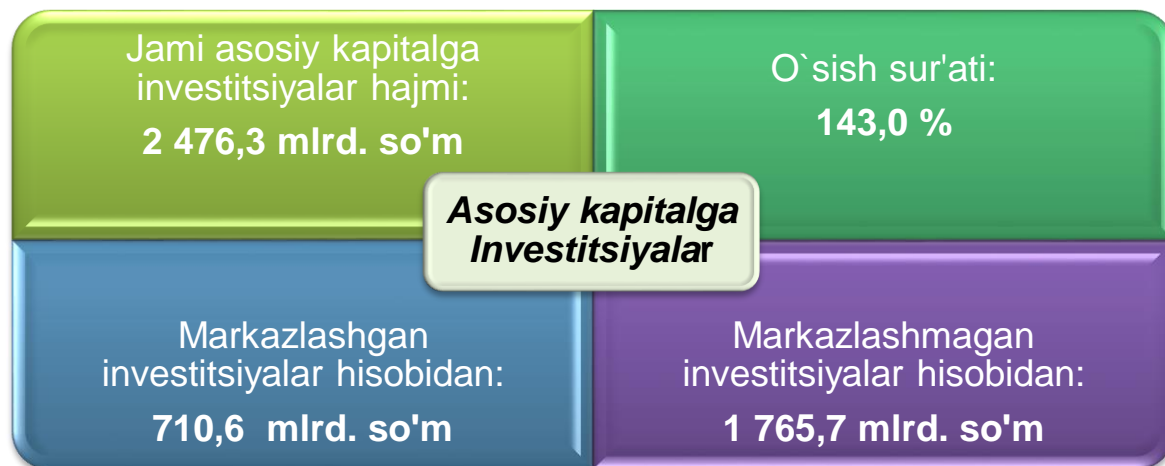 Jami asosiy kapitalga
investitsiyalar hajmi:
2 476,3 mlrd. so'm
O`sish sur'ati:
143,0 %
Asosiy kapitalga
Investitsiyalar
Markazlashgan
investitsiyalar hisobidan:
710,6 mlrd. so'm
Markazlashmagan
investitsiyalar hisobidan:
1 765,7 mlrd. so'm